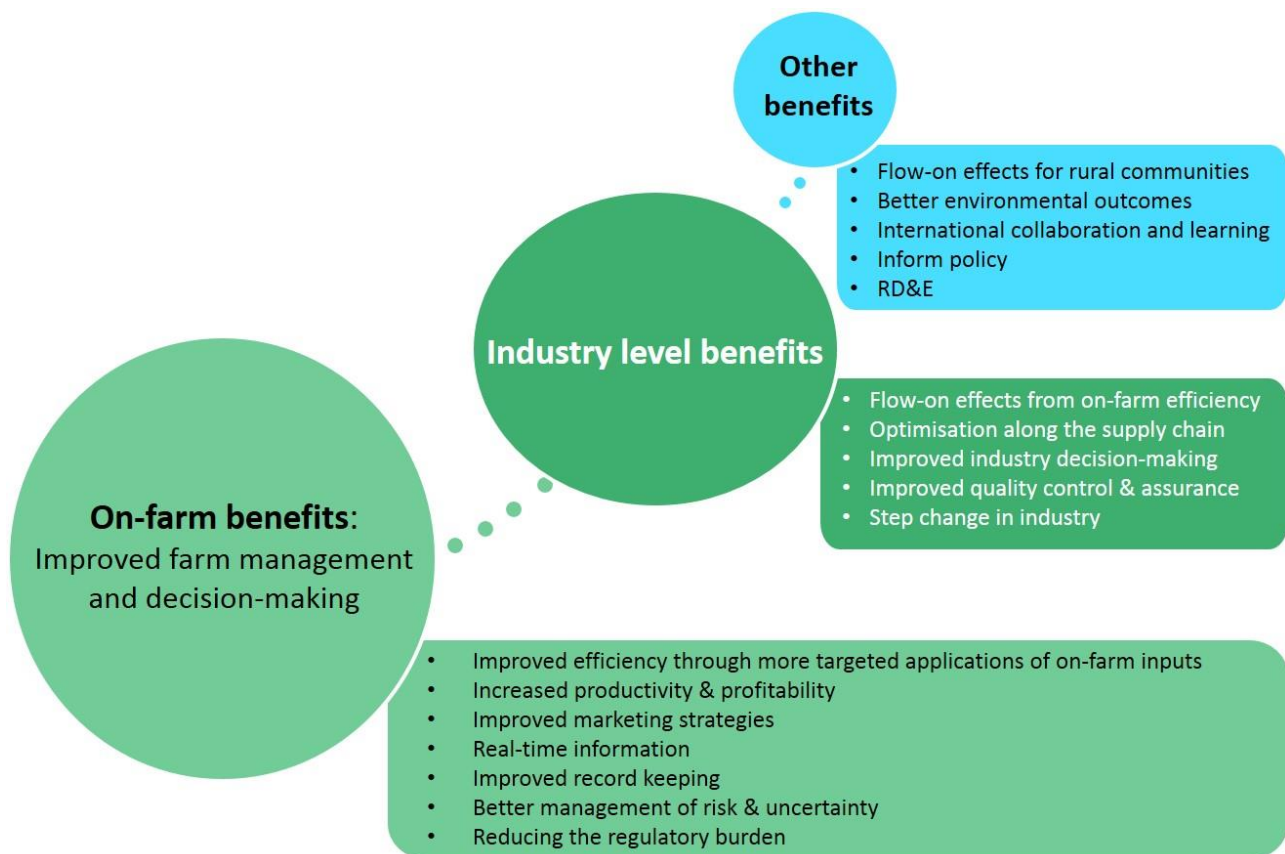 Other
benefits
• Flow-on effects for rural communities
• Better environmental outcomes
• International collaboration and learning
• Inform policy
• RD&E
Industry level benefits
• Flow-on effects from on-farm efficiency
• Optimisation along the supply chain
• Improved industry decision-making
• Improved quality control & assurance
• Step change in industry
On-farm benefits:
Improved farm management
and decision-making
• Improved efficiency through more targeted applications of on-farm inputs
• Increased productivity & profitability
• Improved marketing strategies
• Real-time information
• Improved record keeping
• Better management of risk & uncertainty
• Reducing the regulatory burden